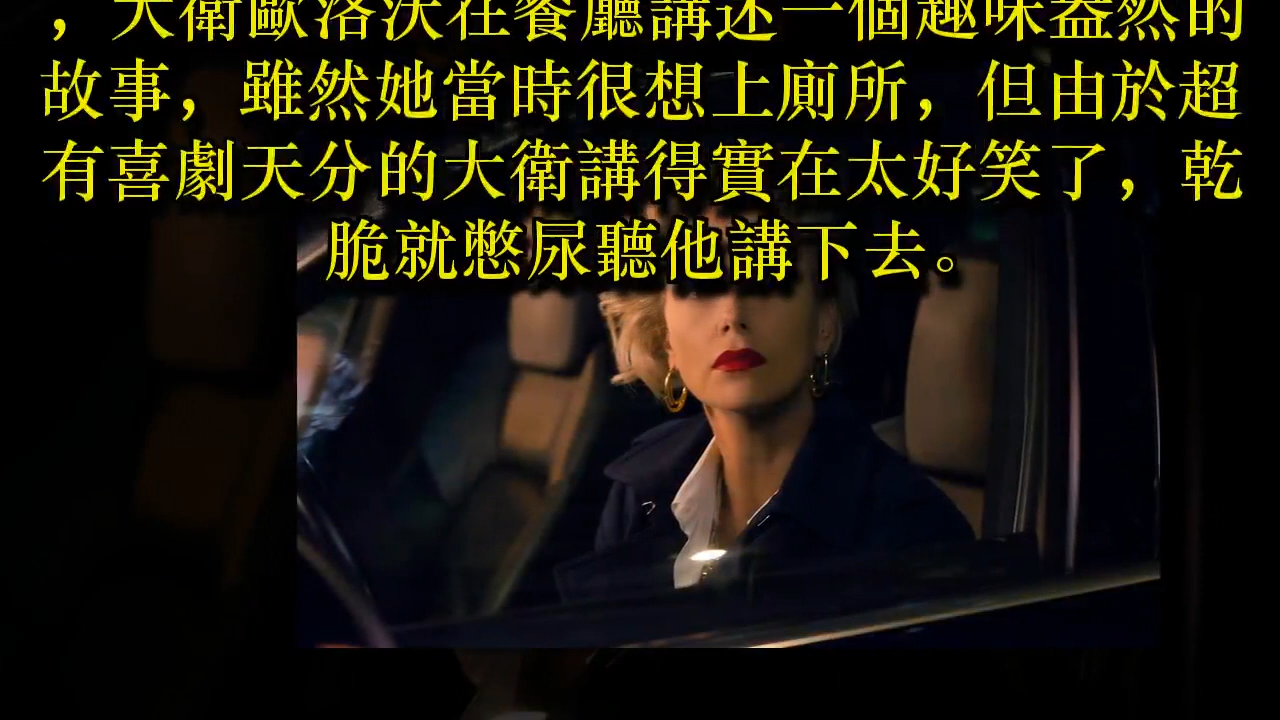 ，大衛歐洛沃在餐廳講述一個趣味盎然的
故事，雖然她當時很想上廁所，但由於超
有喜劇天分的大衛講得實在太好笑了，乾
脆就憋尿聽他講下去。